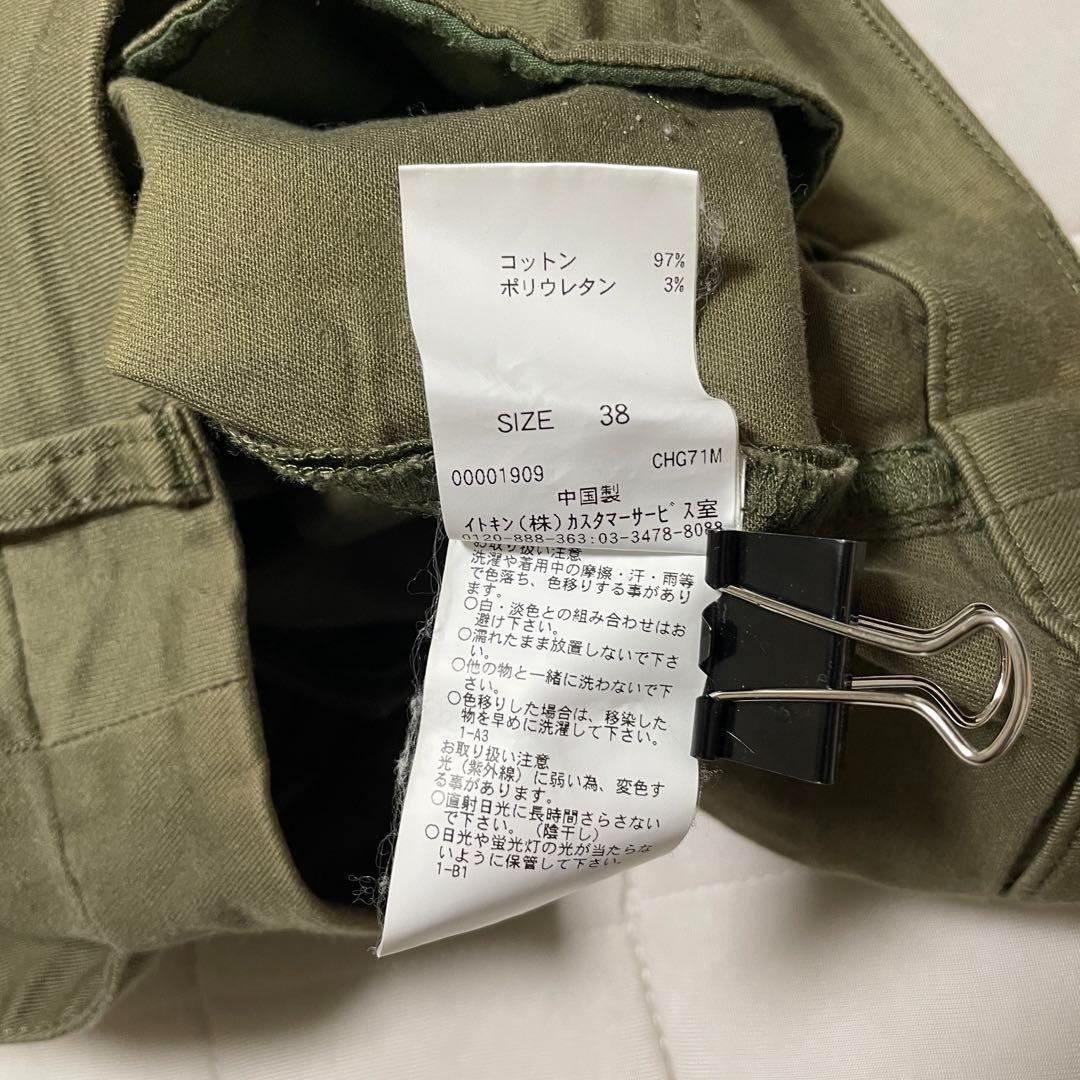 コットン 97%
ポリウレタン 3%
SIZE 38
00001909 CHG71M
中国製
イトキン(株)カスタマーサービス室
0120-888-363:03-3478-8088
お取り扱い注意
洗濯や着用中の摩擦・汗・雨等
で色落ち、色移りする事があり
ます。
○白・淡色との組み合わせはお
避け下さい。
○濡れたまま放置しないで下さ
い。
○他の物と一緒に洗わないで下
さい。
○色移りした場合は、移染した
物を早めに洗濯して下さい。
1-A3
お取り扱い注意
光(紫外線)に弱い為、変色す
る事があります。
○直射日光に長時間さらさない
で下さい。(陰干し)
○日光や蛍光灯の光が当たらな
いように保管して下さい。
1-B1